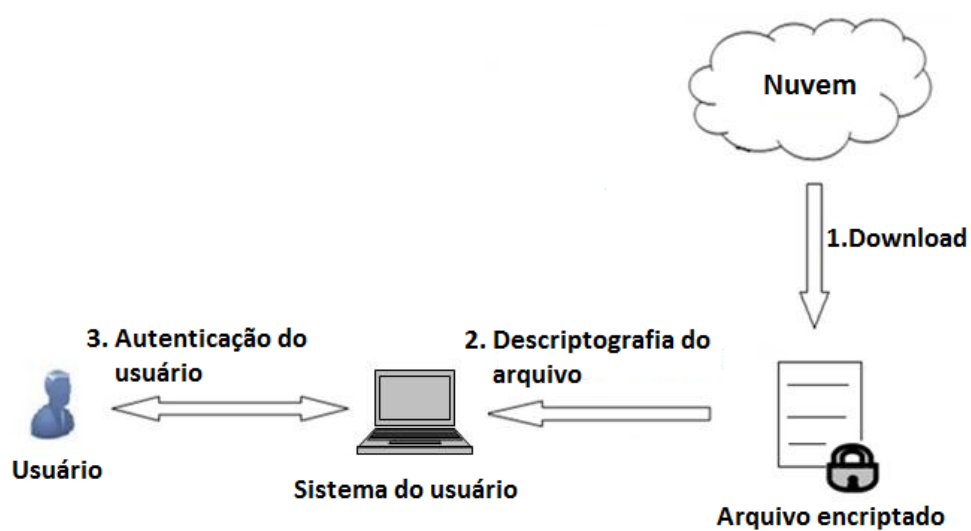 Nuvem
1.Download
3. Autenticação do
usuário
2. Descriptografia do
arquivo
Usuário
Sistema do usuário
Arquivo encriptado